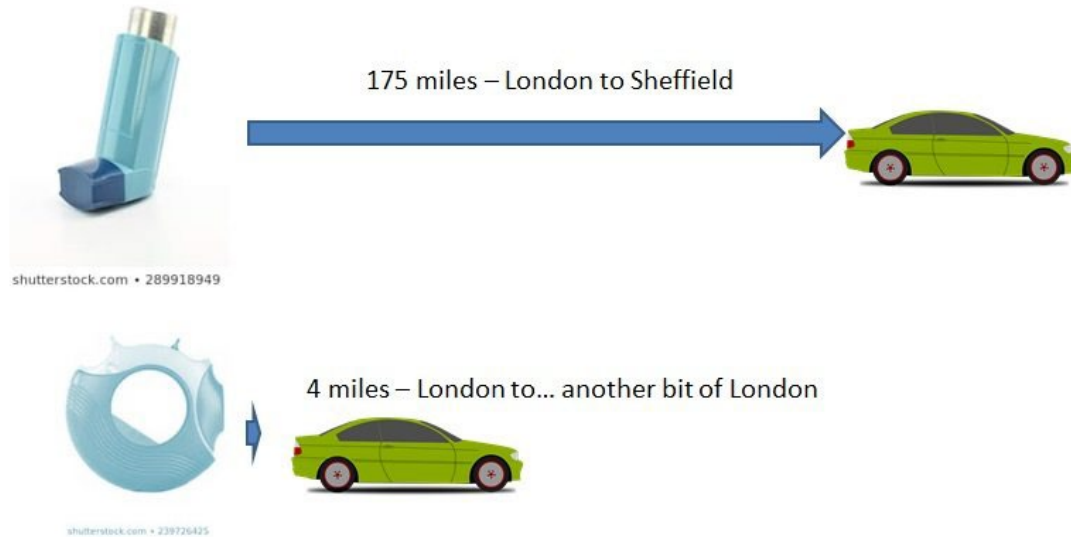 175 miles – London to Sheffield
shutterstock.com • 289918949
4 miles – London to... another bit of London
shutterstock.com • 239726425